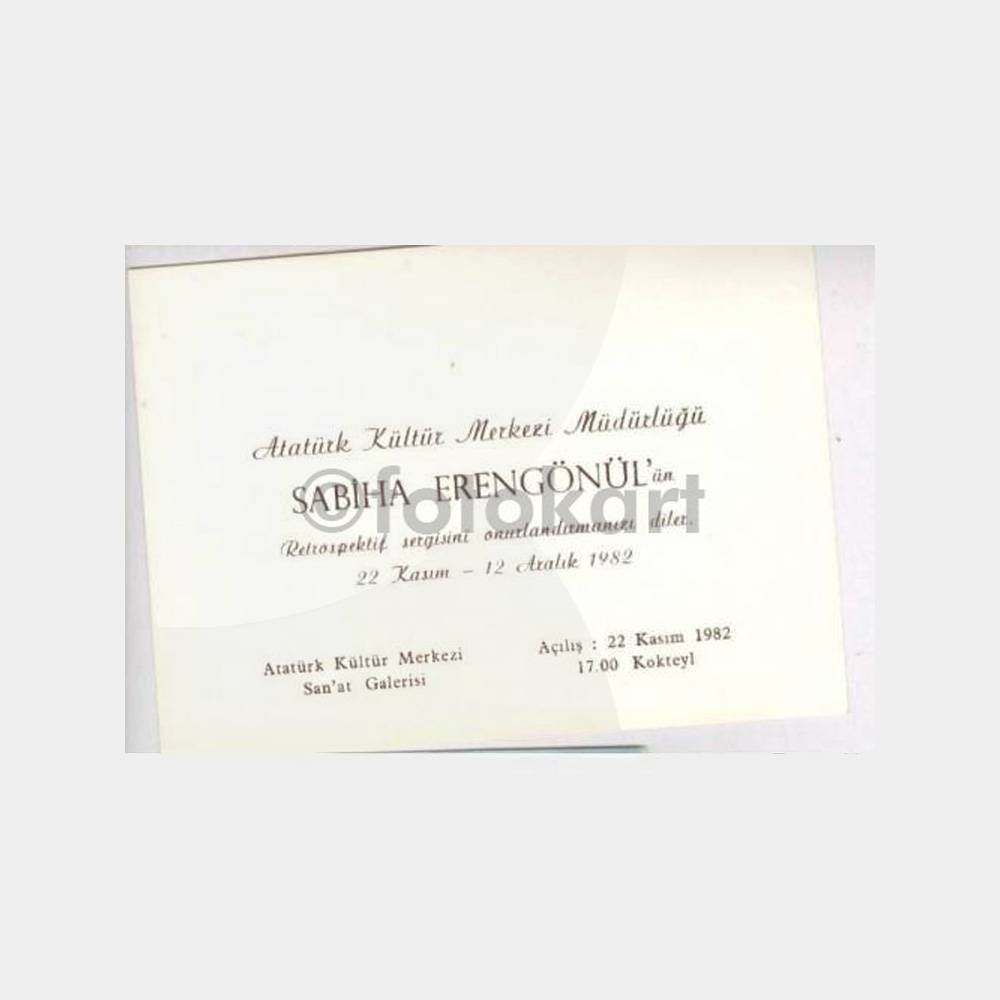 Atatürk Kültür Merkezi Müdürlüğü
SABİHA ERENGÖNÜL'ün
Retrospektif sergisini onurlandırmanızı diler.
22 Kasım - 12 Aralık 1982
Atatürk Kültür Merkezi
San'at Galerisi
Açılış : 22 Kasım 1982
17.00 Kokteyl
©fotokart